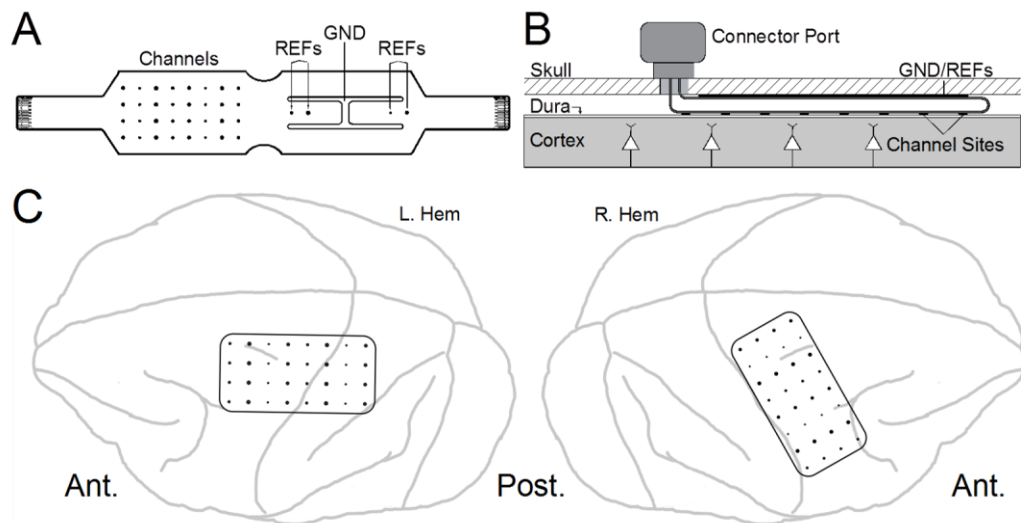 A
Channels
REFs
GND
REFs
B
Connector Port
Skull
GND/REFs
Dura
Cortex
Channel Sites
C
L. Hem
R. Hem
Ant.
Post.
Ant.